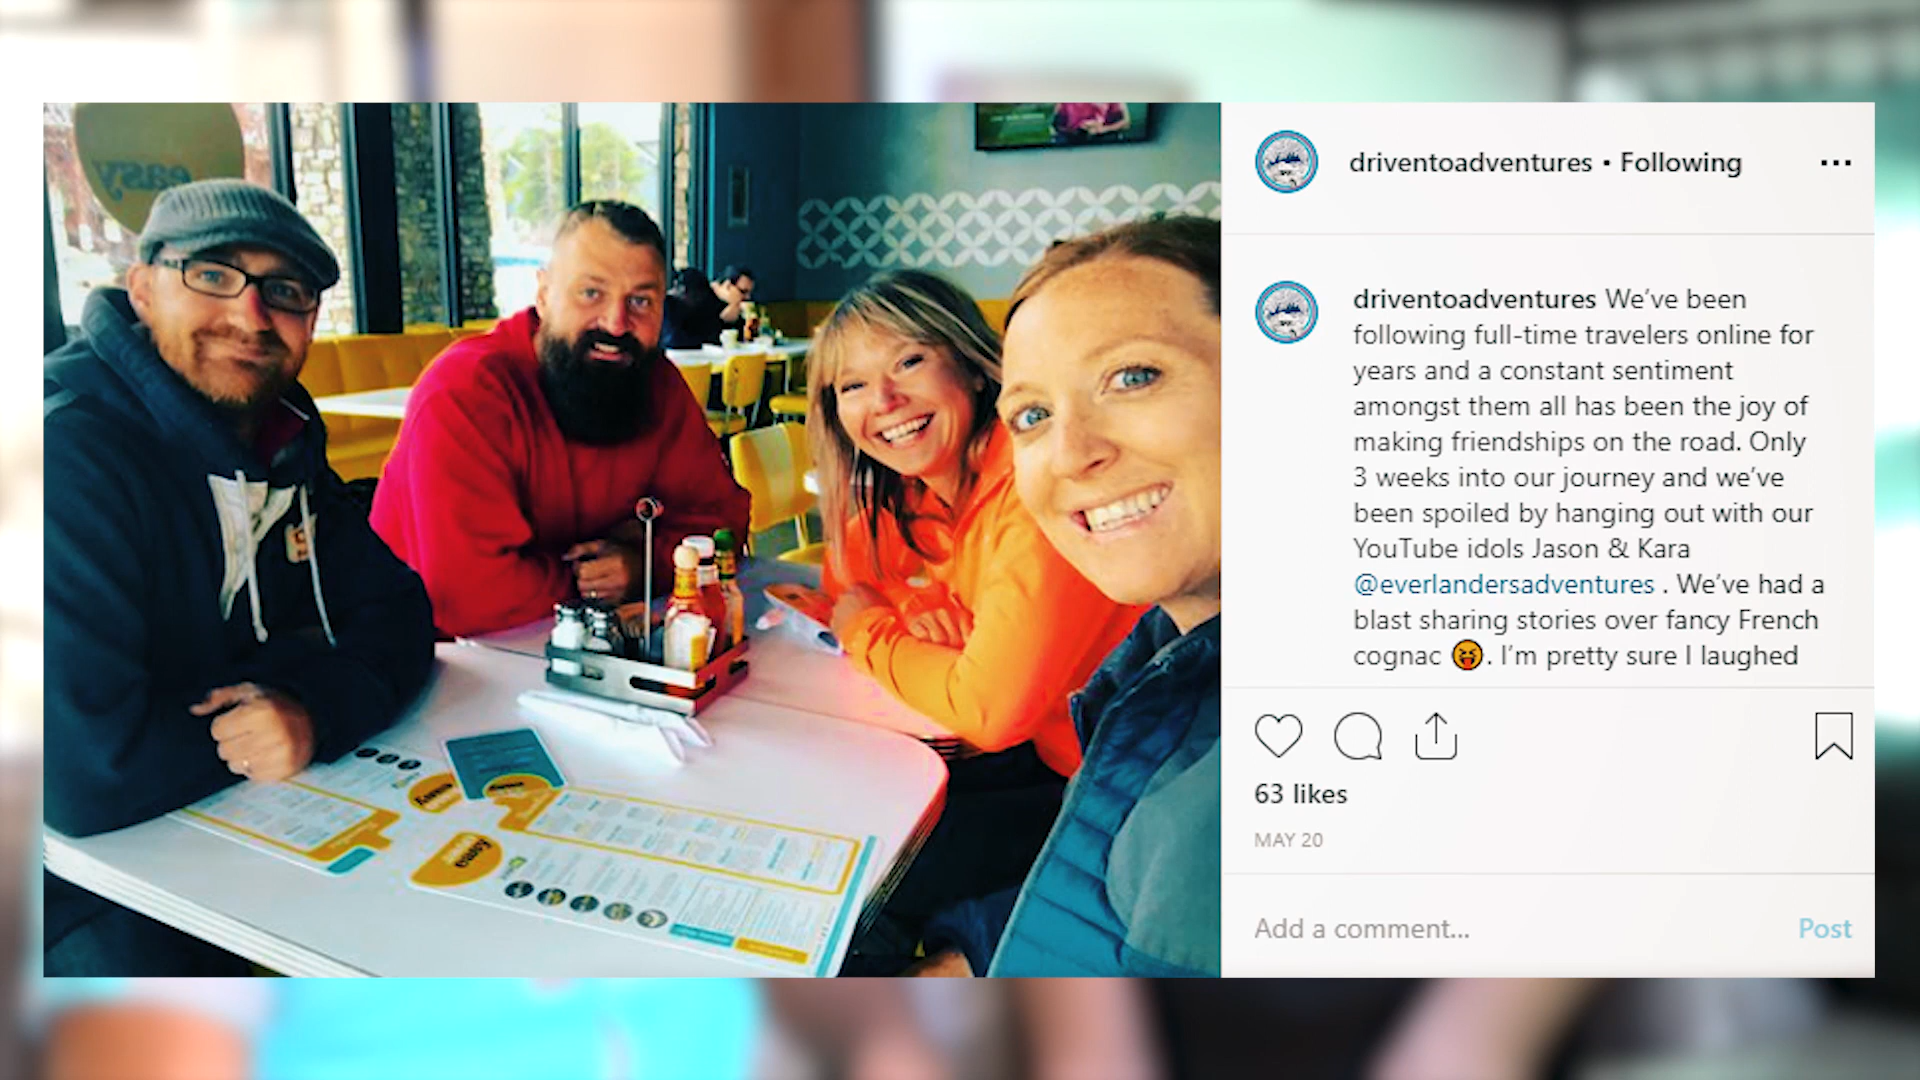 easy
driventoadventures • Following
driventoadventures We've been
following full-time travelers online for
years and a constant sentiment
amongst them all has been the joy of
making friendships on the road. Only
3 weeks into our journey and we've
been spoiled by hanging out with our
YouTube idols Jason & Kara
@everlandersadventures . We've had a
blast sharing stories over fancy French
cognac 😝. I'm pretty sure I laughed
63 likes
MAY 20
Add a comment...
Post